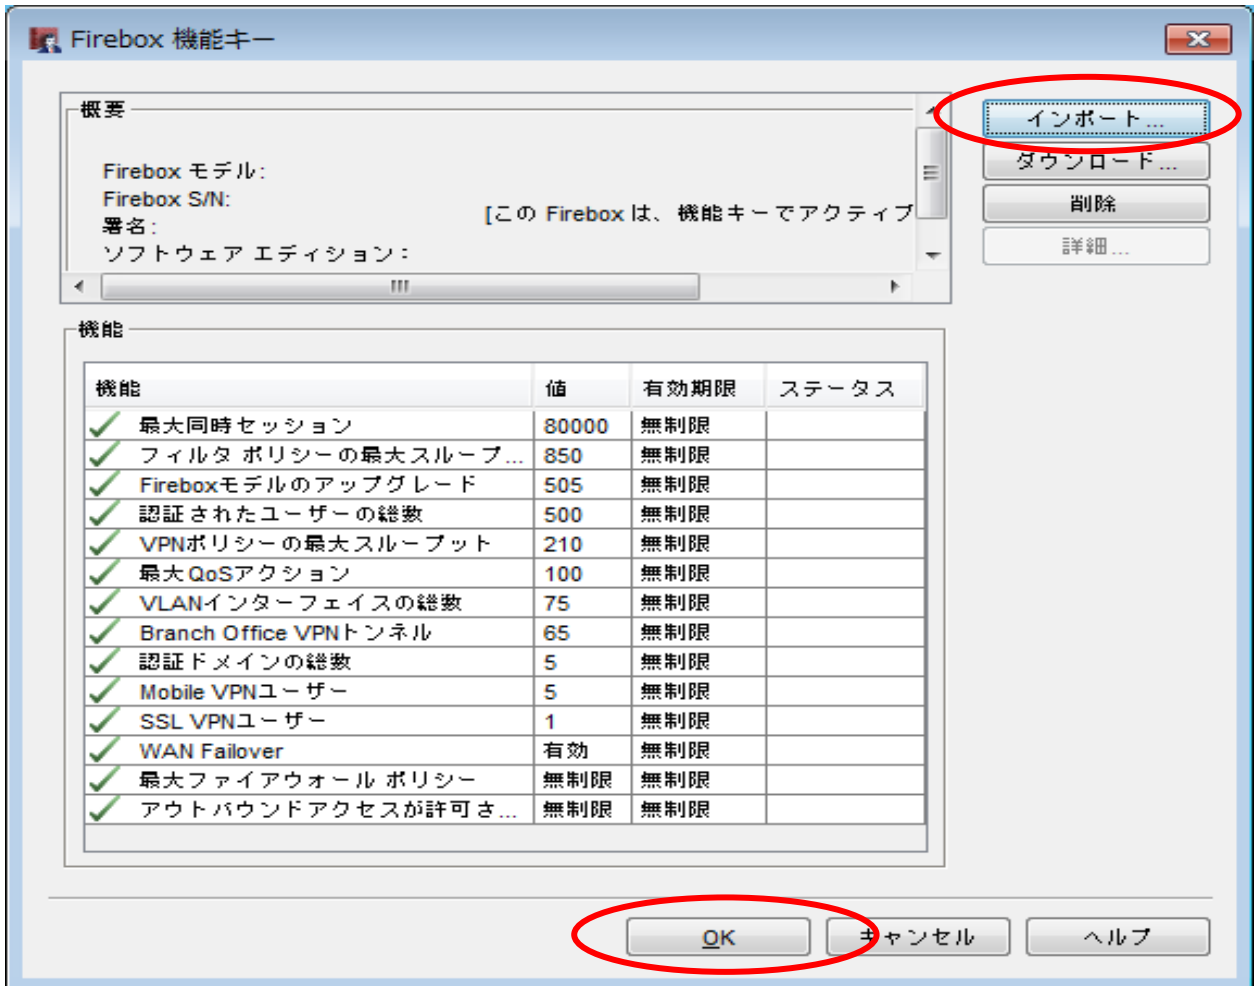 Firebox 機能キー
概要
Firebox モデル:
Firebox S/N:
署名:
[この Firebox は、機能キーでアクティブ
ソフトウェア エディション:
インポート...
ダウンロード...
削除
詳細...
機能
機能 値 有効期限 ステータス
最大同時セッション 80000 無制限
フィルタ ポリシーの最大スループ... 850 無制限
Fireboxモデルのアップグレード 505 無制限
認証されたユーザーの総数 500 無制限
VPNポリシーの最大スループット 210 無制限
最大QoSアクション 100 無制限
VLANインターフェイスの総数 75 無制限
Branch Office VPNトンネル 65 無制限
認証ドメインの総数 5 無制限
Mobile VPNユーザー 5 無制限
SSL VPNユーザー 1 無制限
WAN Failover 有効 無制限
最大ファイアウォール ポリシー 無制限 無制限
アウトバウンドアクセスが許可さ... 無制限 無制限
OK キャンセル ヘルプ